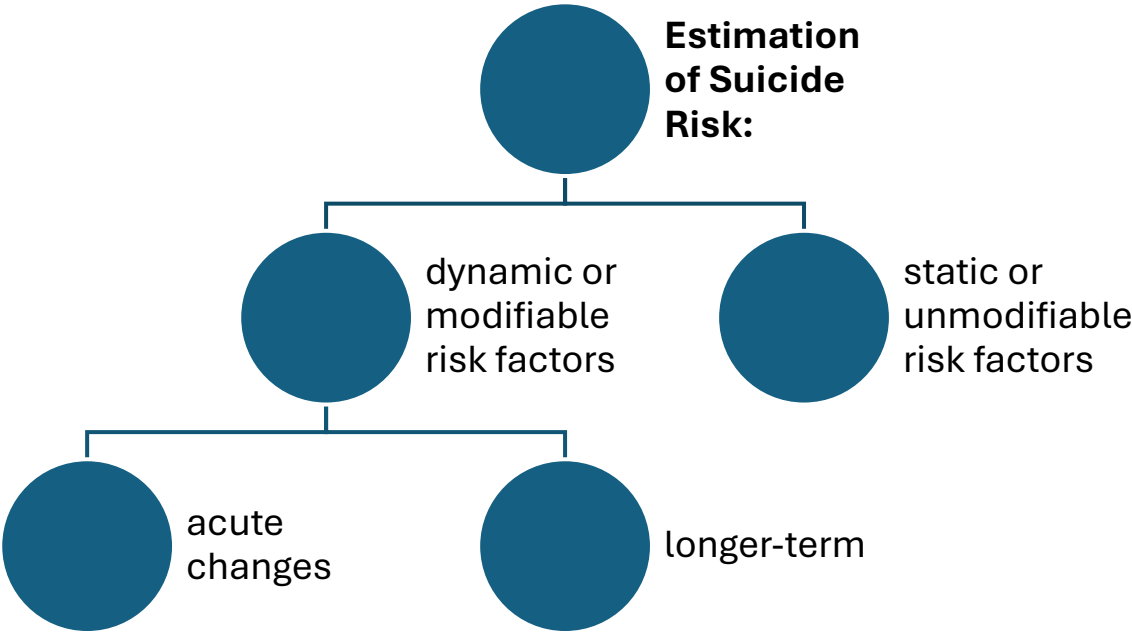 Estimation
of Suicide
Risk:
dynamic or
modifiable
risk factors
static or
unmodifiable
risk factors
acute
changes
longer-term